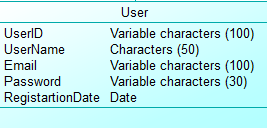 User
UserID Variable characters (100)
UserName Characters (50)
Email Variable characters (100)
Password Variable characters (30)
RegistartionDate Date